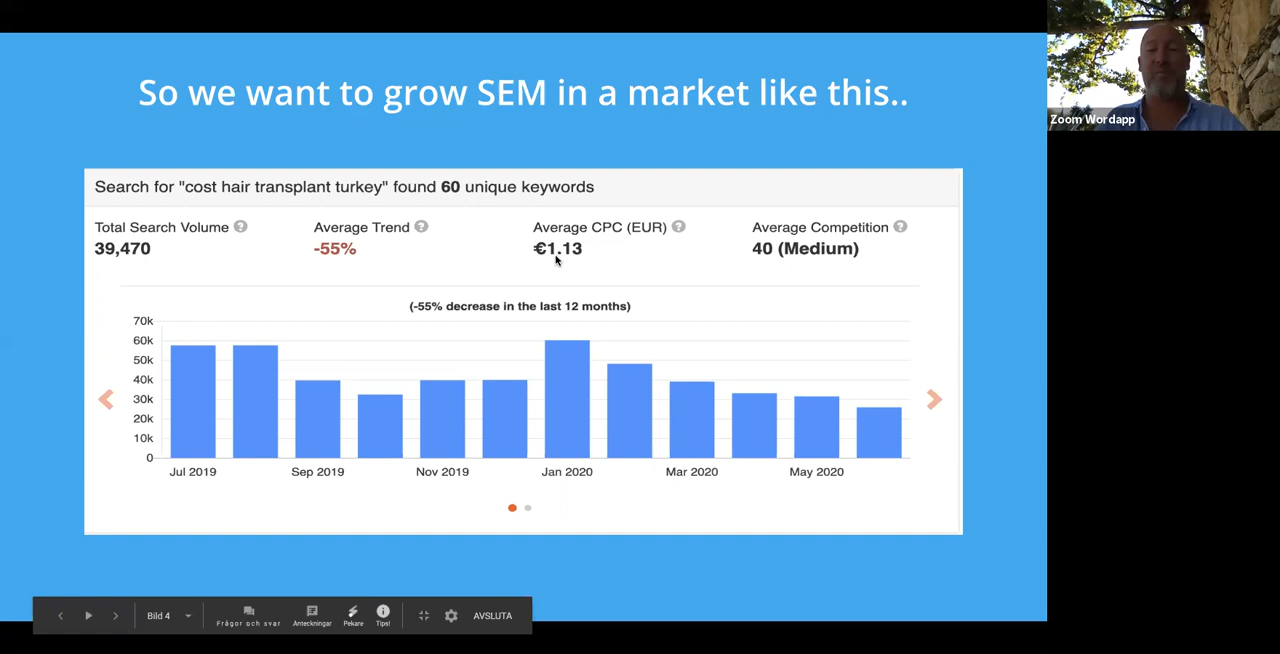 So we want to grow SEM in a market like this..
Zoom Wordapp
Search for "cost hair transplant turkey" found 60 unique keywords
Total Search Volume ? Average Trend ? Average CPC (EUR) ? Average Competition ?
39,470 -55% €1.13 40 (Medium)
(-55% decrease in the last 12 months)
70k
60k
50k
40k
30k
20k
10k
0
Jul 2019 Sep 2019 Nov 2019 Jan 2020 Mar 2020 May 2020
Bild 4 Frågor och svar Anteckningar Pekare Tips! AVSLUTA